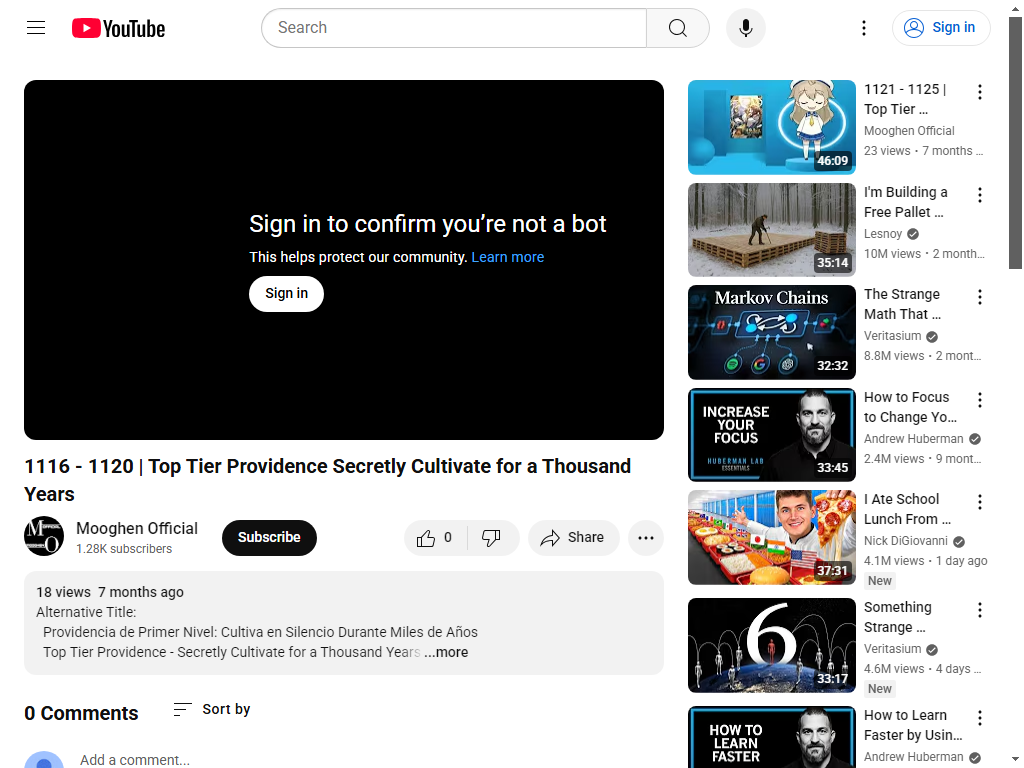 YouTube
Search
Sign in
Sign in to confirm you’re not a bot
This helps protect our community. Learn more
Sign in
1116 - 1120 | Top Tier Providence Secretly Cultivate for a Thousand
Years
Mooghen Official
1.28K subscribers
Subscribe
0
Share
18 views 7 months ago
Alternative Title:
Providencia de Primer Nivel: Cultiva en Silencio Durante Miles de Años
Top Tier Providence - Secretly Cultivate for a Thousand Years ...more
0 Comments
Sort by
Add a comment...
46:09
1121 - 1125 |
Top Tier ...
Mooghen Official
23 views • 7 months ...
35:14
I'm Building a
Free Pallet ...
Lesnoy
10M views • 2 month...
Markov Chains
32:32
The Strange
Math That ...
Veritasium
8.8M views • 2 mont...
INCREASE
YOUR
FOCUS
HUBERMAN LAB
ESSENTIALS
33:45
How to Focus
to Change Yo...
Andrew Huberman
2.4M views • 9 mont...
37:31
I Ate School
Lunch From ...
Nick DiGiovanni
4.1M views • 1 day ago
New
6
33:17
Something
Strange ...
Veritasium
4.6M views • 4 days ...
New
HOW TO
LEARN
FASTER
How to Learn
Faster by Usin...
Andrew Huberman